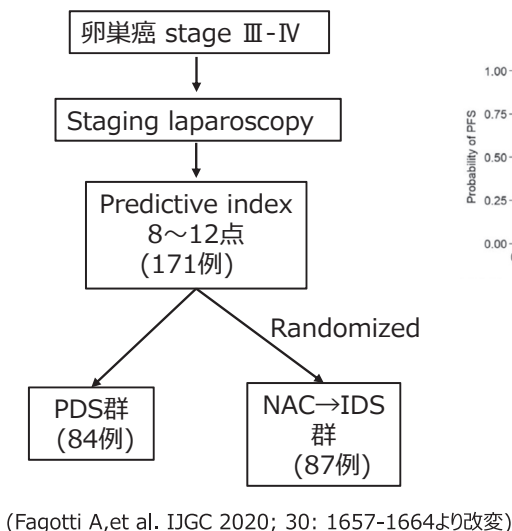 卵巣癌 stage Ⅲ-Ⅳ
Staging laparoscopy
Predictive index
8～12点
(171例)
Randomized
PDS群
(84例)
NAC→IDS
群
(87例)
Probability of PFS
1.00
0.75
0.50
0.25
0.00
(Fagotti A,et al. IJGC 2020; 30: 1657-1664より改変)